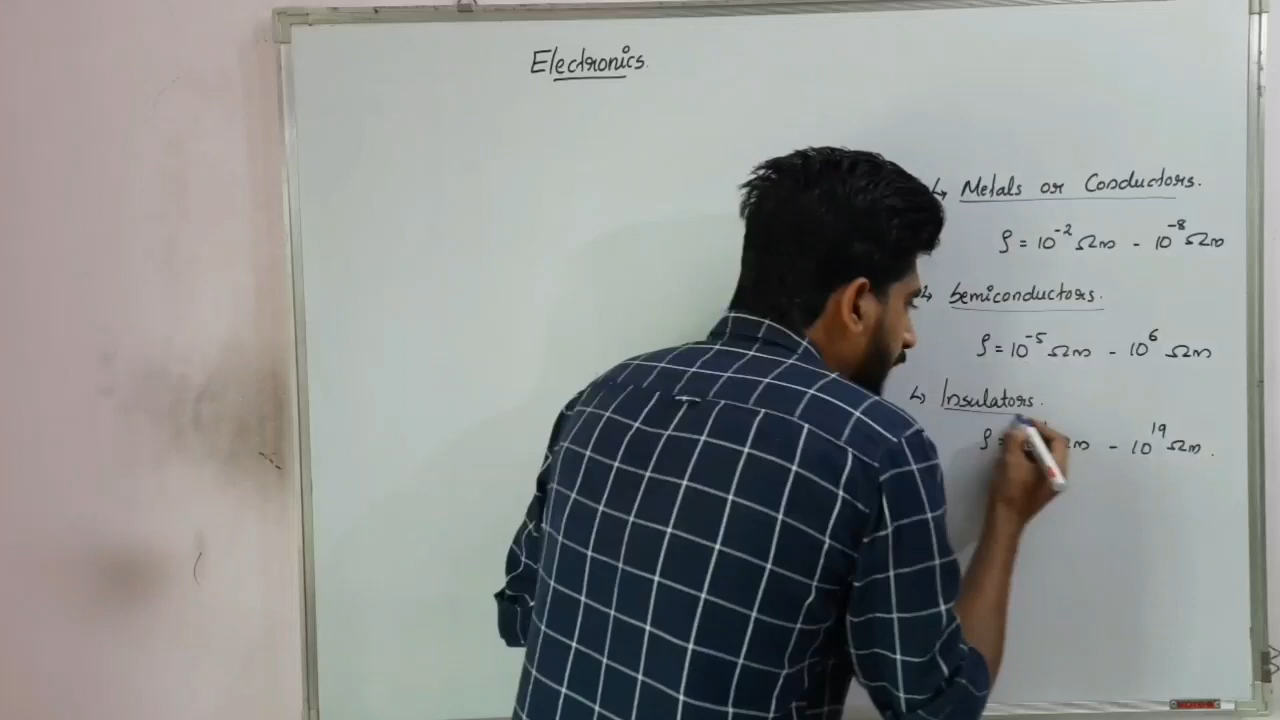 Electronics.
↳ Metals or Conductors.
ρ = 10⁻² Ωm - 10⁻⁸ Ωm
↳ Semiconductors.
ρ = 10⁻⁵ Ωm - 10⁶ Ωm
↳ Insulators.
ρ = Ωm - 10¹⁹ Ωm.